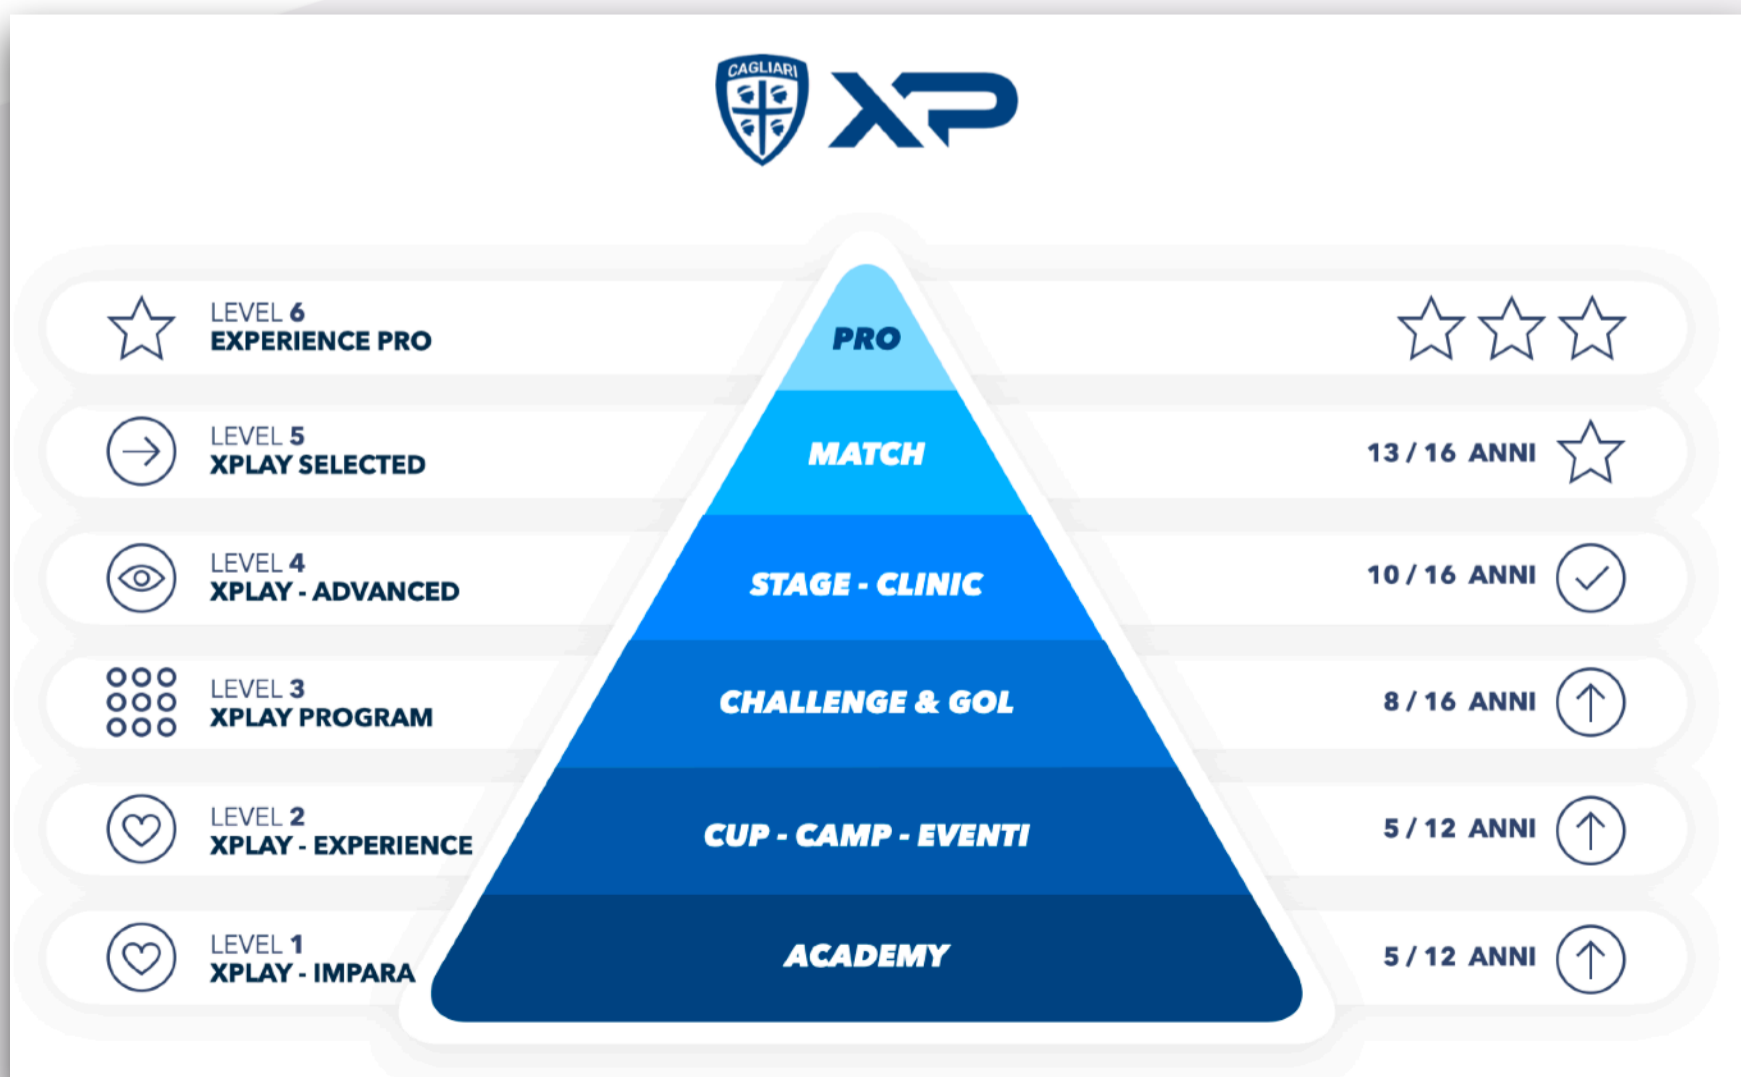 CAGLIARI
XP
LEVEL 6
EXPERIENCE PRO
PRO
LEVEL 5
XPLAY SELECTED
MATCH
13 / 16 ANNI
LEVEL 4
XPLAY - ADVANCED
STAGE - CLINIC
10 / 16 ANNI
LEVEL 3
XPLAY PROGRAM
CHALLENGE & GOL
8 / 16 ANNI
LEVEL 2
XPLAY - EXPERIENCE
CUP - CAMP - EVENTI
5 / 12 ANNI
LEVEL 1
XPLAY - IMPARA
ACADEMY
5 / 12 ANNI